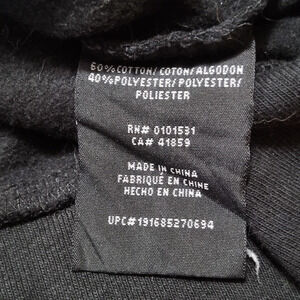 60%COTTON/COTON/ALGODON
40%POLYESTER/POLYESTER/
POLIESTER
RN# 0101531
CA# 41859
MADE IN CHINA
FABRIQUÉ EN CHINE
HECHO EN CHINA
UPC#191685270694